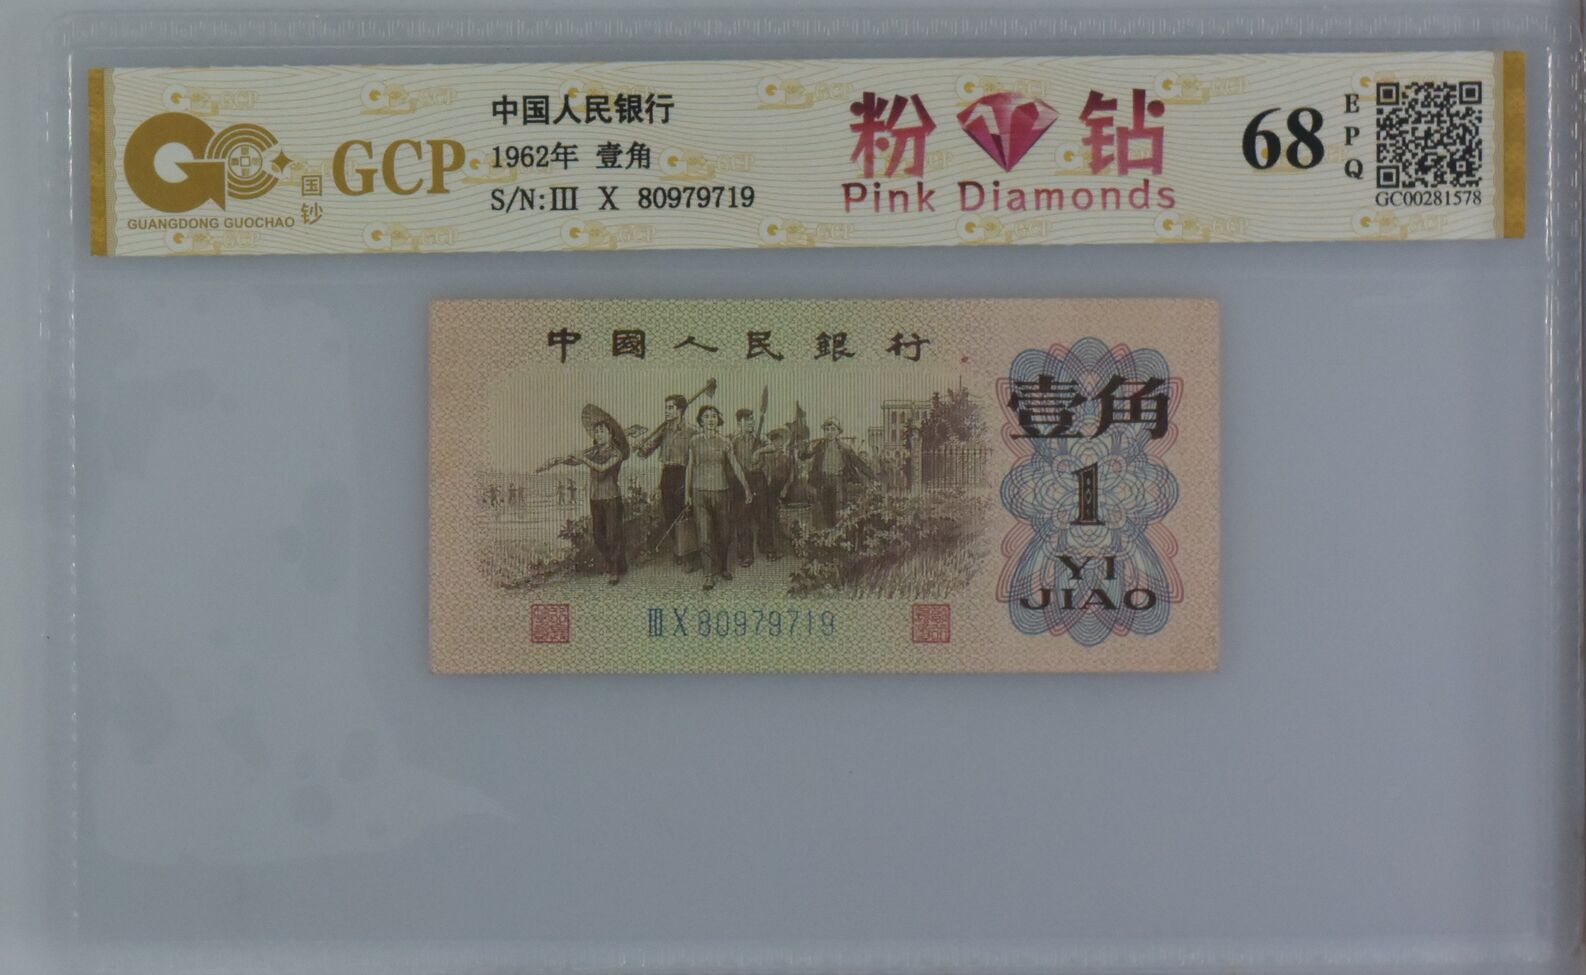 GUANGDONG GUOCHAO
国钞
GCP
中国人民银行
1962年 壹角
S/N:III X 80979719
粉钻
Pink Diamonds
68
EPQ
GC00281578
中國人民銀行
壹角
1
YI
JIAO
III X 80979719